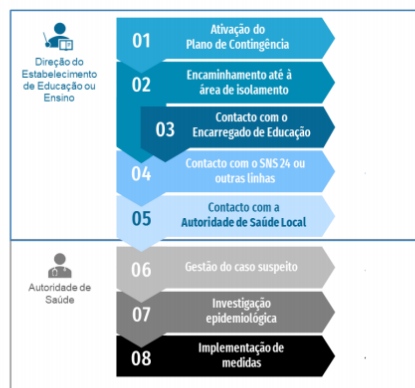 Direção do
Estabelecimento
de Educação ou
Ensino
01
Ativação do
Plano de Contingência
02
Encaminhamento até à
área de isolamento
03
Contacto com o
Encarregado de Educação
04
Contacto com o SNS 24 ou
outras linhas
05
Contacto com a
Autoridade de Saúde Local
Autoridade de
Saúde
06
Gestão do caso suspeito
07
Investigação
epidemiológica
08
Implementação de
medidas